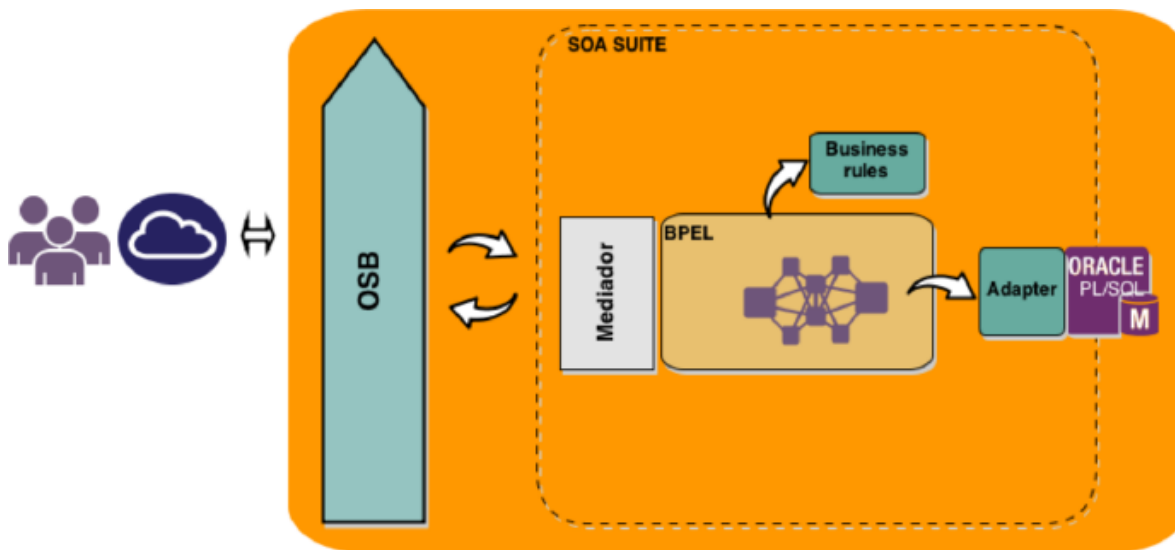 SOA SUITE
Business
rules
OSB
Mediador
BPEL
Adapter
ORACLE
PL/SQL
M